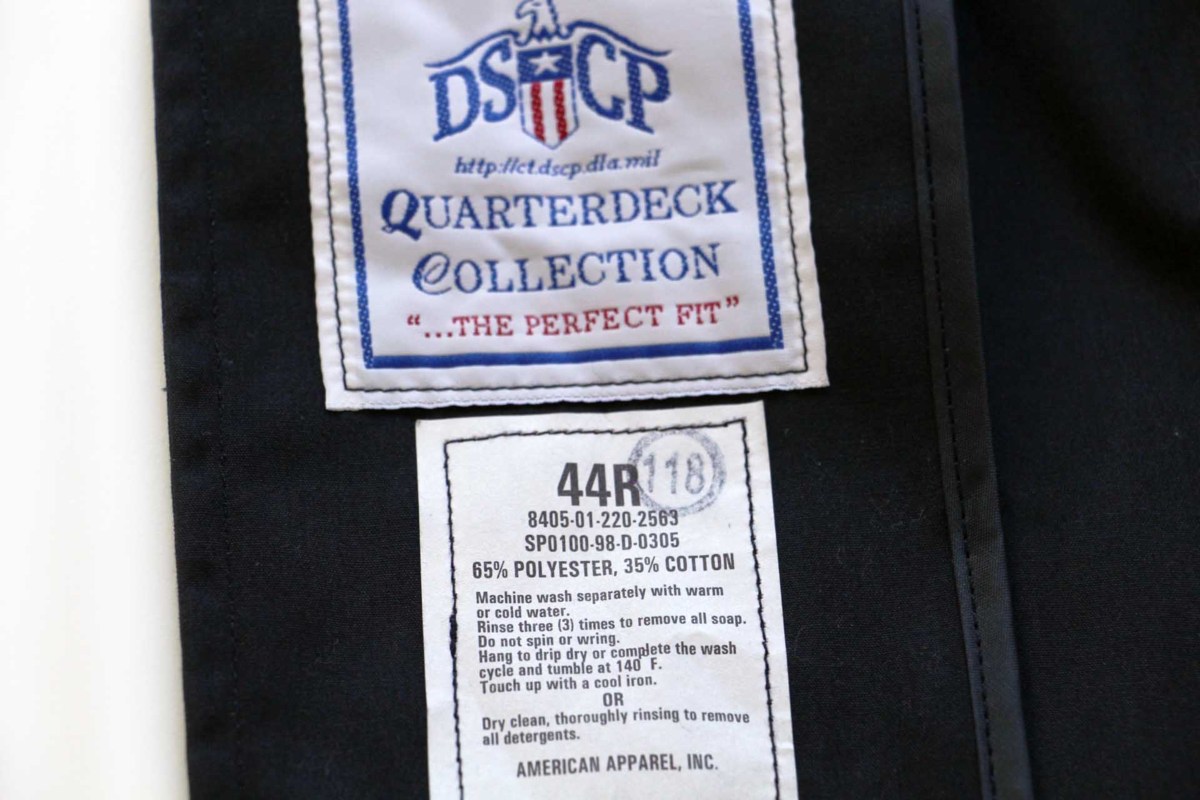 DSCP
http://ct.dscp.dla.mil
QUARTERDECK
COLLECTION
"...THE PERFECT FIT"
44R
118
8405-01-220-2563
SP0100-98-D-0305
65% POLYESTER, 35% COTTON
Machine wash separately with warm
or cold water.
Rinse three (3) times to remove all soap.
Do not spin or wring.
Hang to drip dry or complete the wash
cycle and tumble at 140° F.
Touch up with a cool iron.
OR
Dry clean, thoroughly rinsing to remove
all detergents.
AMERICAN APPAREL, INC.